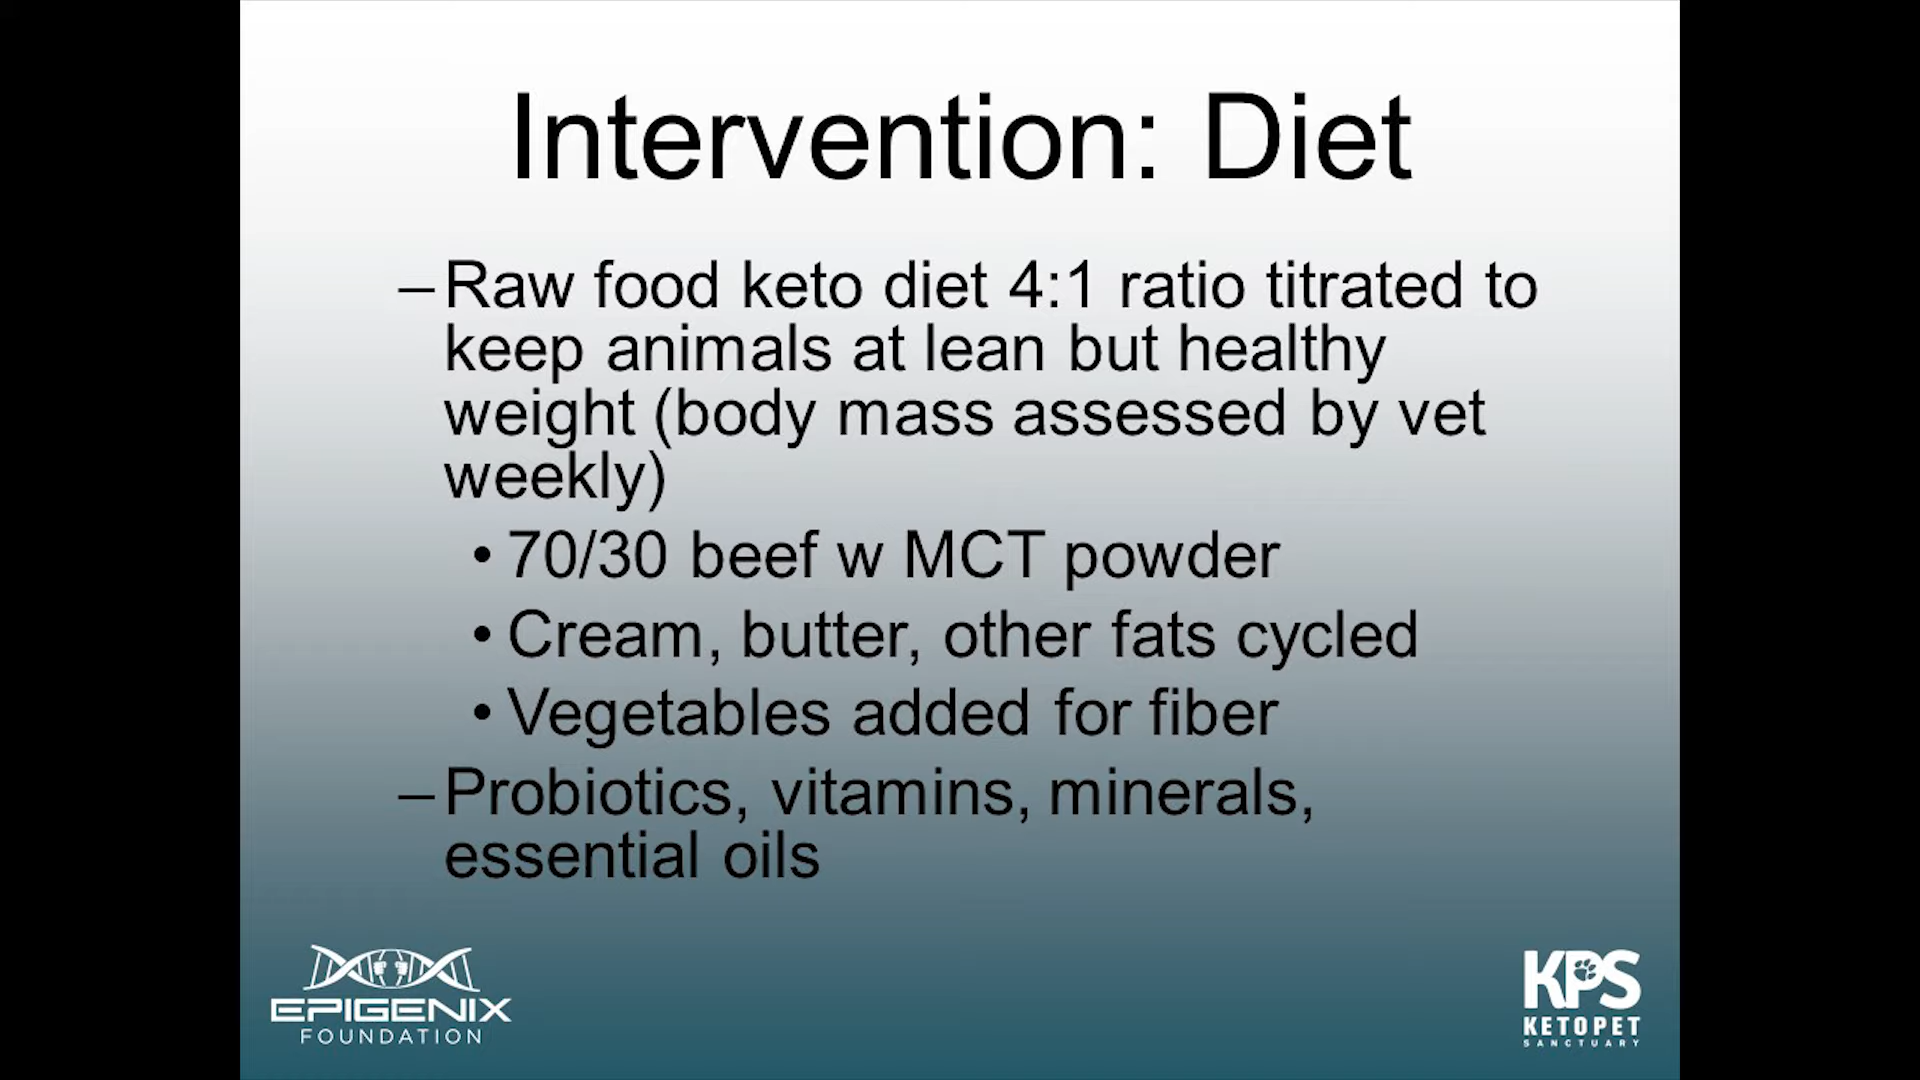 Intervention: Diet
–Raw food keto diet 4:1 ratio titrated to
keep animals at lean but healthy
weight (body mass assessed by vet
weekly)
•70/30 beef w MCT powder
•Cream, butter, other fats cycled
•Vegetables added for fiber
–Probiotics, vitamins, minerals,
essential oils
EPIGENIX
FOUNDATION
KPS
KETOPET
SANCTUARY